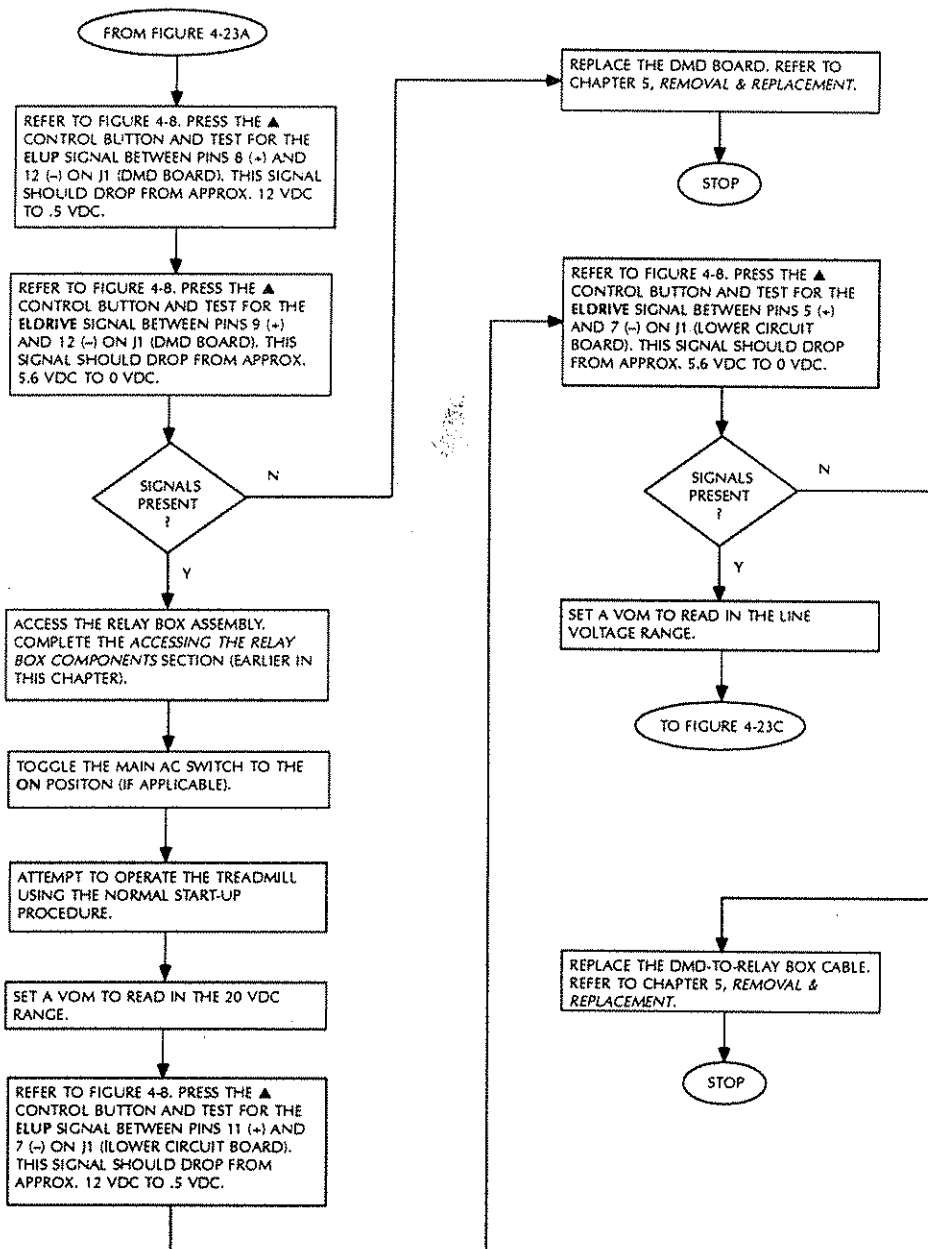 FROM FIGURE 4-23A
REFER TO FIGURE 4-8. PRESS THE ▲
CONTROL BUTTON AND TEST FOR THE
ELUP SIGNAL BETWEEN PINS 8 (+) AND
12 (–) ON J1 (DMD BOARD). THIS SIGNAL
SHOULD DROP FROM APPROX. 12 VDC
TO .5 VDC.
REFER TO FIGURE 4-8. PRESS THE ▲
CONTROL BUTTON AND TEST FOR THE
ELDRIVE SIGNAL BETWEEN PINS 9 (+)
AND 12 (–) ON J1 (DMD BOARD). THIS
SIGNAL SHOULD DROP FROM APPROX.
5.6 VDC TO 0 VDC.
SIGNALS
PRESENT
?
N
Y
ACCESS THE RELAY BOX ASSEMBLY.
COMPLETE THE ACCESSING THE RELAY
BOX COMPONENTS SECTION (EARLIER IN
THIS CHAPTER).
TOGGLE THE MAIN AC SWITCH TO THE
ON POSITON (IF APPLICABLE).
ATTEMPT TO OPERATE THE TREADMILL
USING THE NORMAL START-UP
PROCEDURE.
SET A VOM TO READ IN THE 20 VDC
RANGE.
REFER TO FIGURE 4-8. PRESS THE ▲
CONTROL BUTTON AND TEST FOR THE
ELUP SIGNAL BETWEEN PINS 11 (+) AND
7 (–) ON J1 (ILOWER CIRCUIT BOARD).
THIS SIGNAL SHOULD DROP FROM
APPROX. 12 VDC TO .5 VDC.
REPLACE THE DMD BOARD. REFER TO
CHAPTER 5, REMOVAL & REPLACEMENT.
STOP
REFER TO FIGURE 4-8. PRESS THE ▲
CONTROL BUTTON AND TEST FOR THE
ELDRIVE SIGNAL BETWEEN PINS 5 (+)
AND 7 (–) ON J1 (LOWER CIRCUIT
BOARD). THIS SIGNAL SHOULD DROP
FROM APPROX. 5.6 VDC TO 0 VDC.
SIGNALS
PRESENT
?
N
Y
SET A VOM TO READ IN THE LINE
VOLTAGE RANGE.
TO FIGURE 4-23C
REPLACE THE DMD-TO-RELAY BOX CABLE.
REFER TO CHAPTER 5, REMOVAL &
REPLACEMENT.
STOP